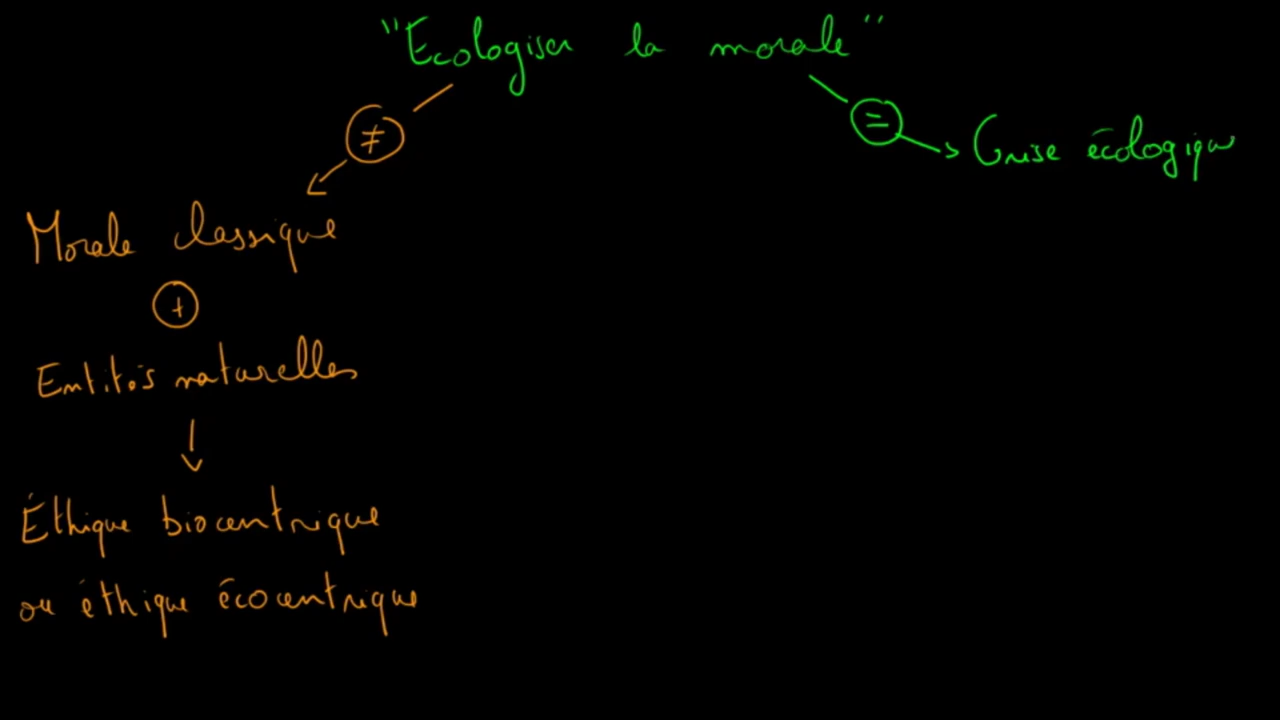 "Ecologiser la morale"
≠
=
Crise écologique
Morale classique
+
Entités naturelles
Éthique biocentrique
ou éthique écocentrique